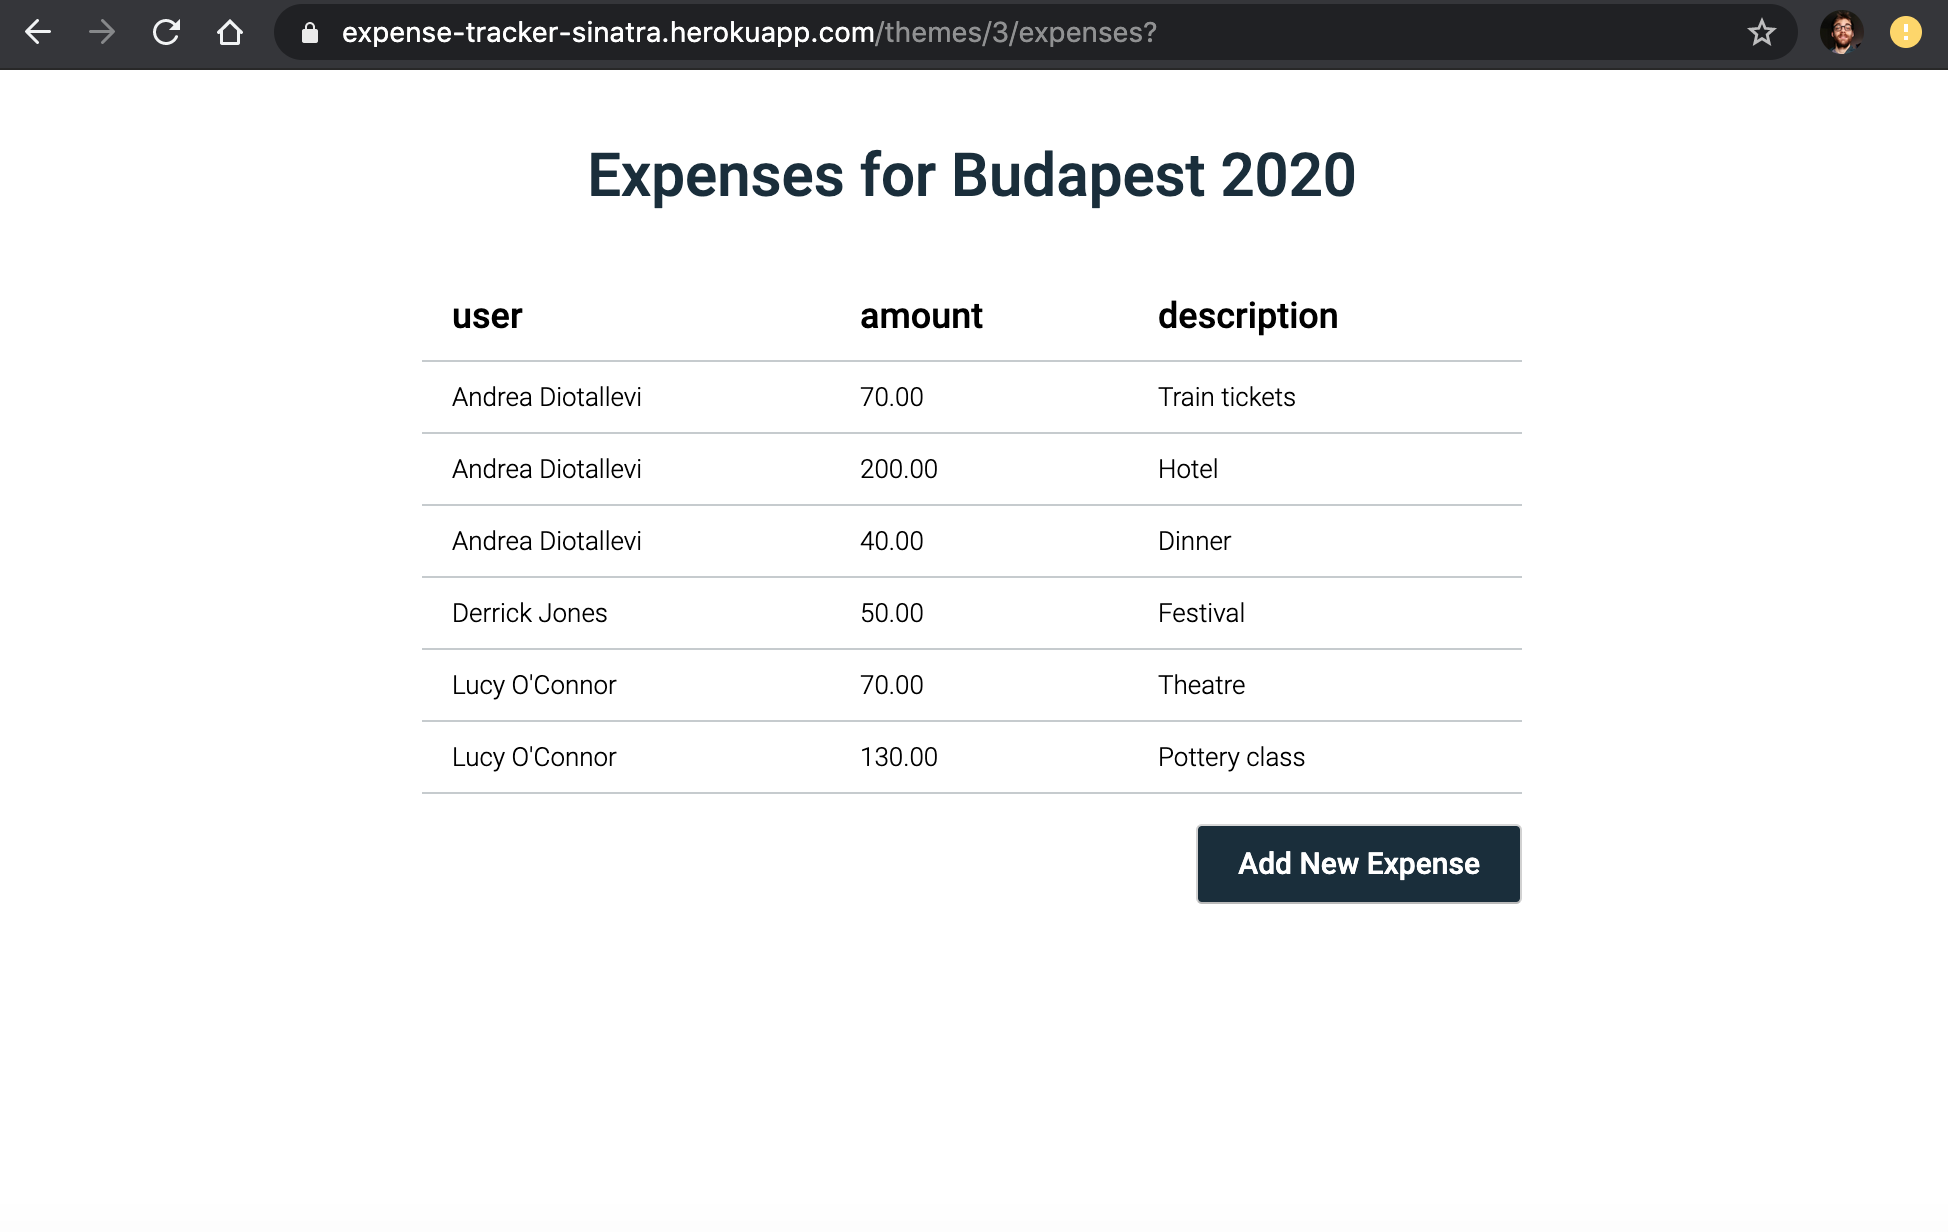 expense-tracker-sinatra.herokuapp.com/themes/3/expenses?
Expenses for Budapest 2020
user amount description
Andrea Diotallevi 70.00 Train tickets
Andrea Diotallevi 200.00 Hotel
Andrea Diotallevi 40.00 Dinner
Derrick Jones 50.00 Festival
Lucy O'Connor 70.00 Theatre
Lucy O'Connor 130.00 Pottery class
Add New Expense